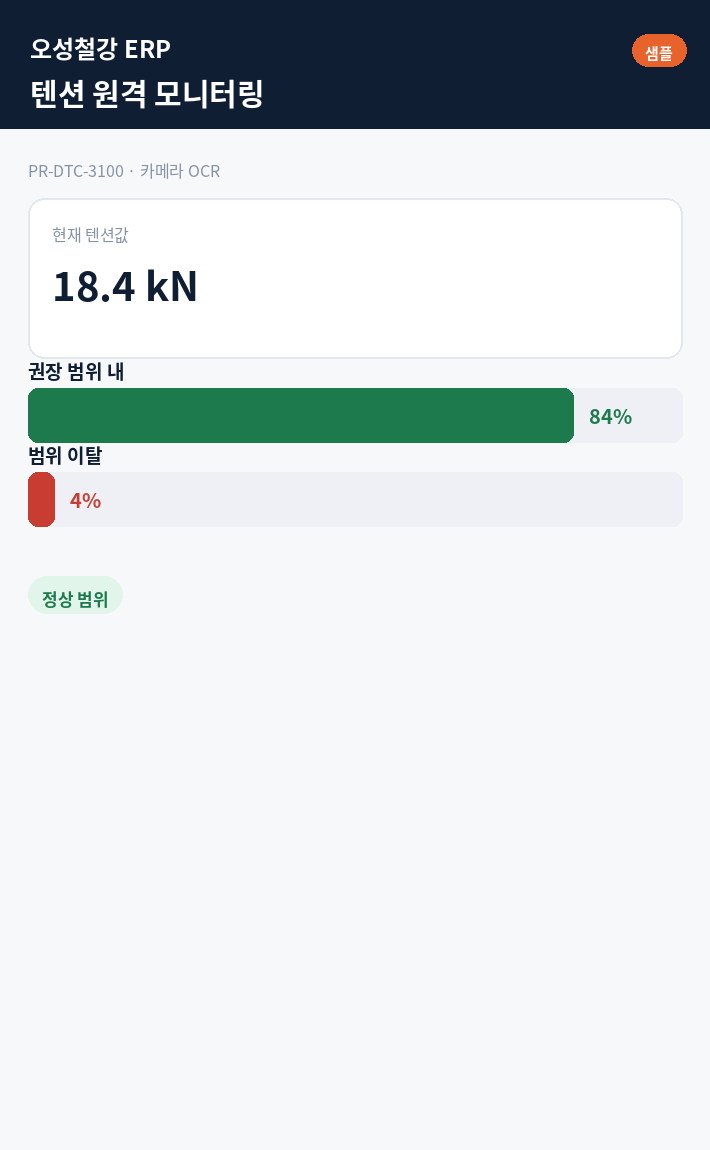 오성철강 ERP
샘플
텐션 원격 모니터링
PR-DTC-3100 · 카메라 OCR
현재 텐션값
18.4 kN
권장 범위 내
84%
범위 이탈
4%
정상 범위